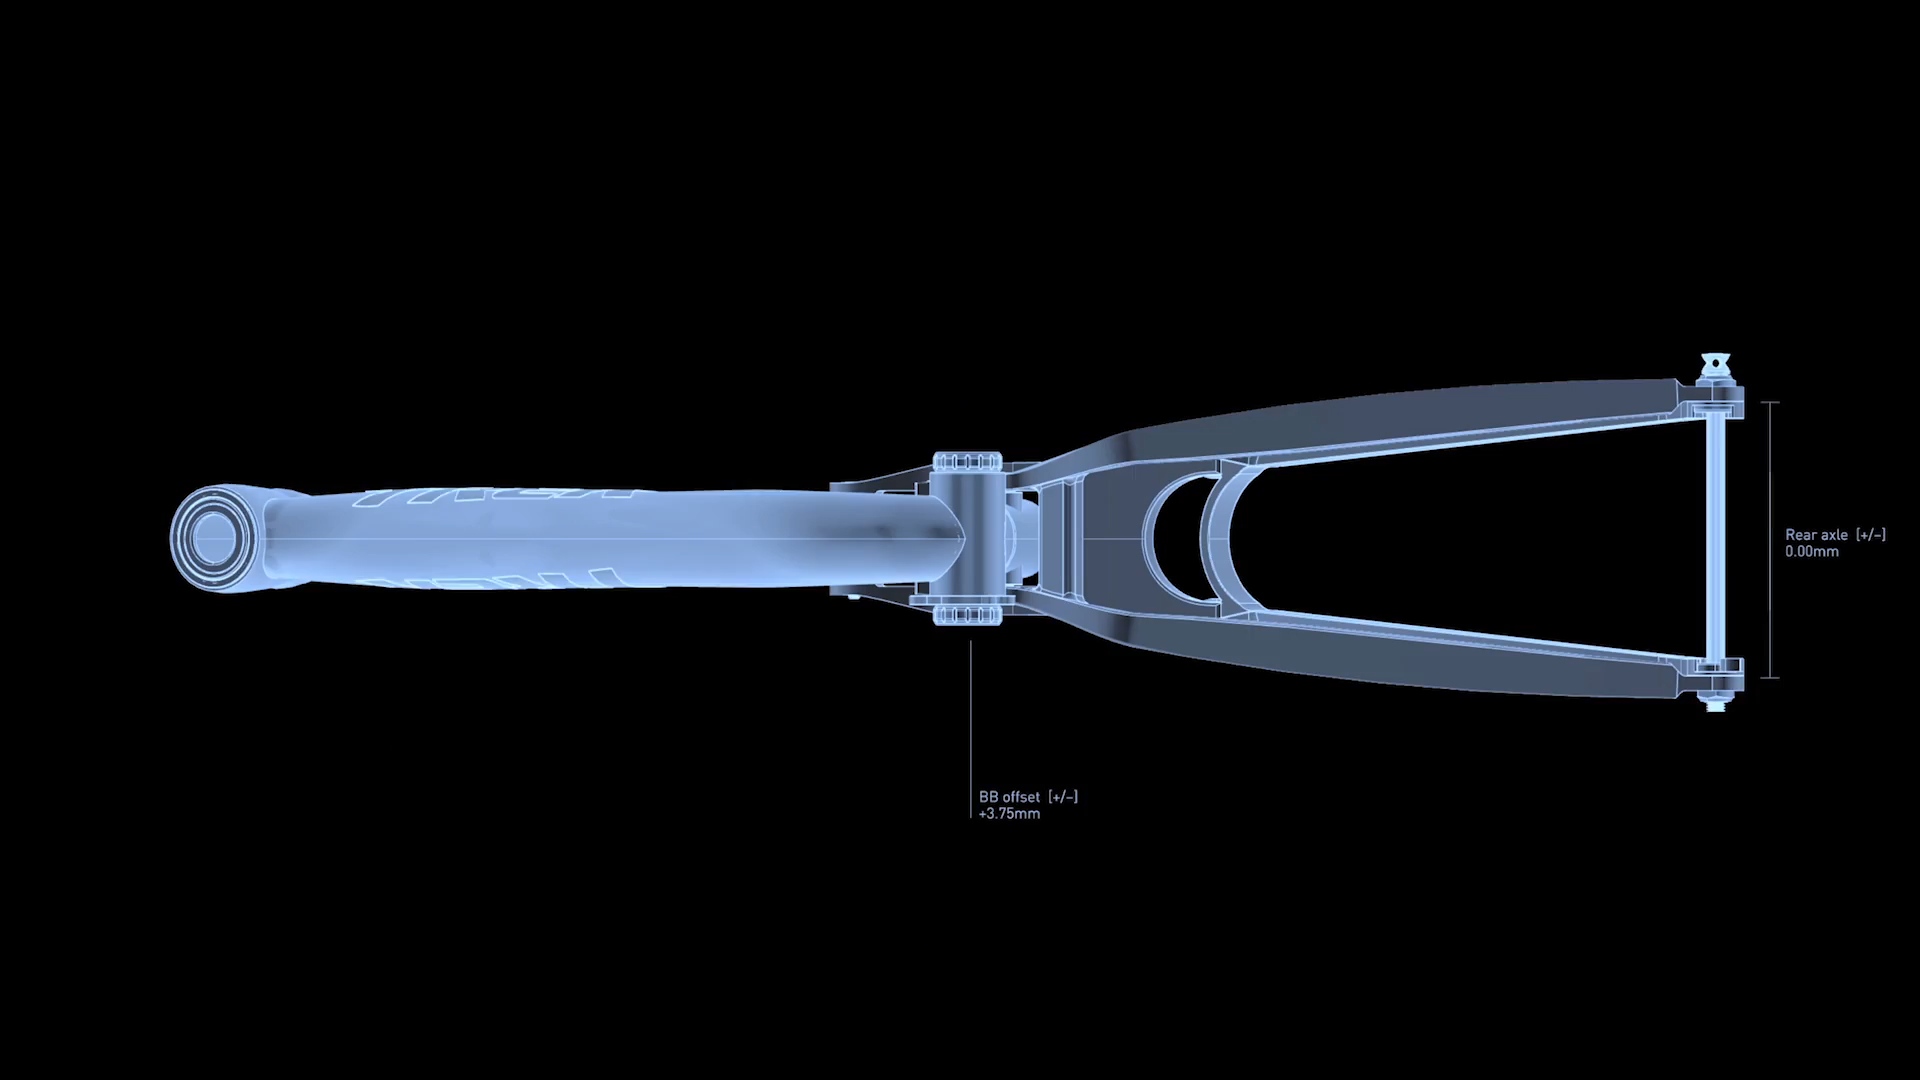 BB offset [+/-]
+3.75mm
Rear axle [+/-]
0.00mm